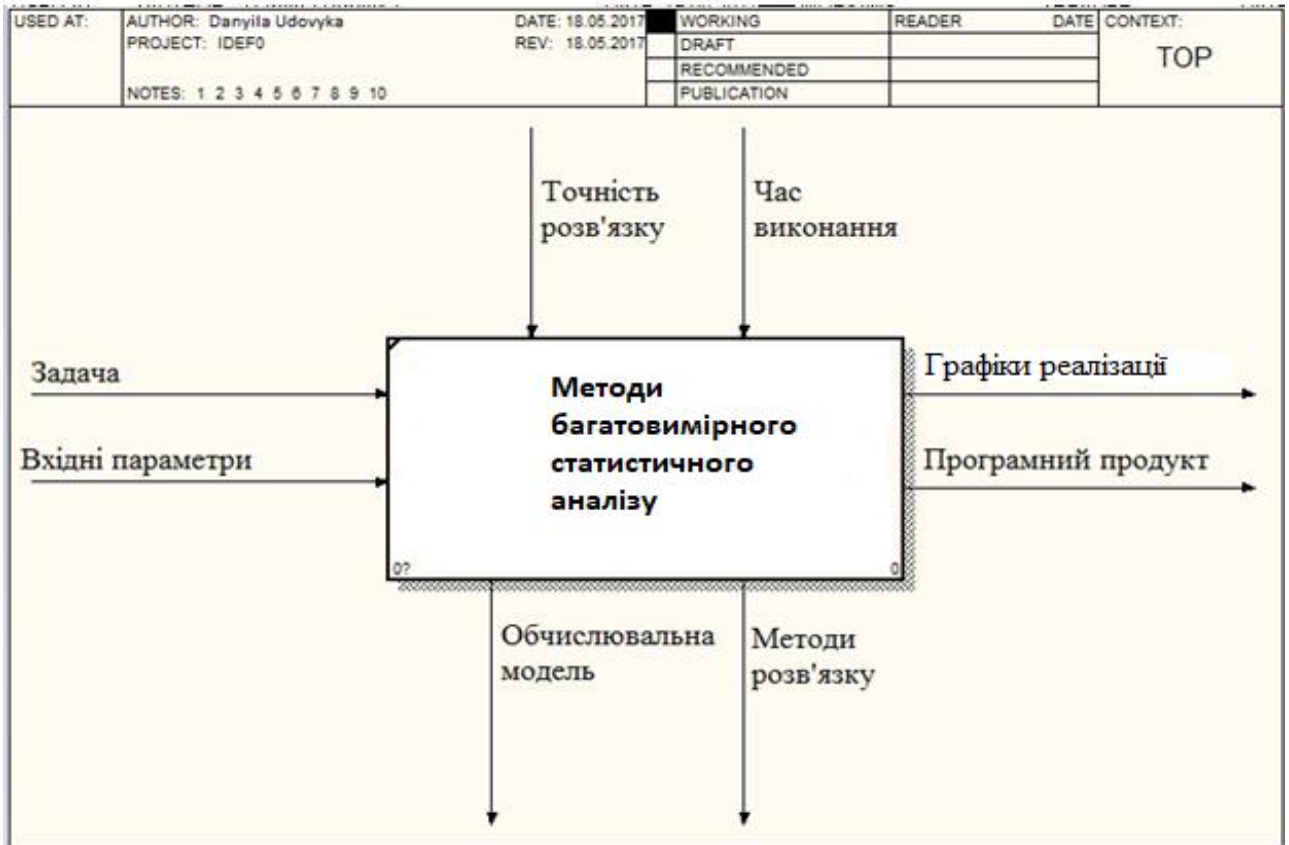 USED AT:
AUTHOR: Danyila Udovyka
DATE: 18.05.2017
WORKING
READER
DATE
CONTEXT:
PROJECT: IDEF0
REV: 18.05.2017
DRAFT
TOP
RECOMMENDED
NOTES: 1 2 3 4 5 6 7 8 9 10
PUBLICATION
Точність
розв'язку
Час
виконання
Задача
Вхідні параметри
Методи
багатовимірного
статистичного
аналізу
0?
0
Графіки реалізації
Програмний продукт
Обчислювальна
модель
Методи
розв'язку